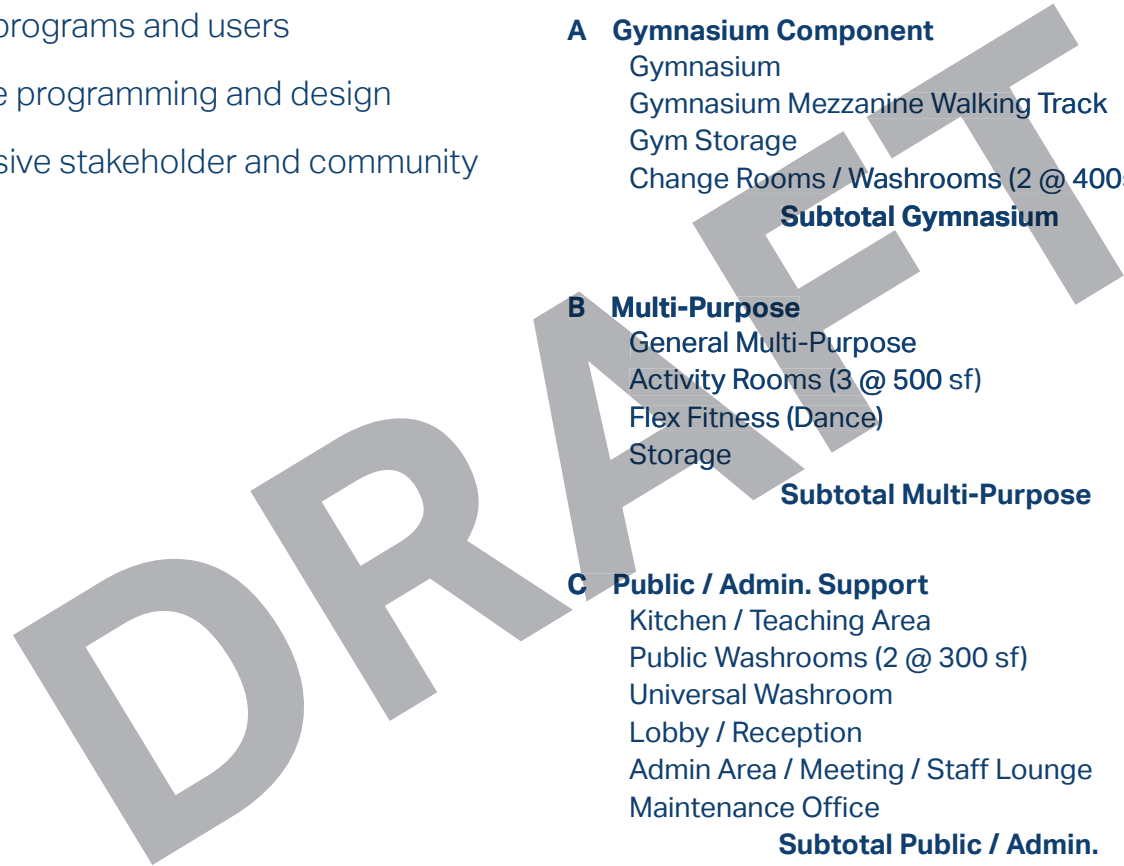 programs and users
programming and design
stakeholder and community
A Gymnasium Component
Gymnasium
Gymnasium Mezzanine Walking Track
Gym Storage
Change Rooms / Washrooms (2 @ 400
Subtotal Gymnasium
B Multi-Purpose
General Multi-Purpose
Activity Rooms (3 @ 500 sf)
Flex Fitness (Dance)
Storage
Subtotal Multi-Purpose
C Public / Admin. Support
Kitchen / Teaching Area
Public Washrooms (2 @ 300 sf)
Universal Washroom
Lobby / Reception
Admin Area / Meeting / Staff Lounge
Maintenance Office
Subtotal Public / Admin.
DRAFT